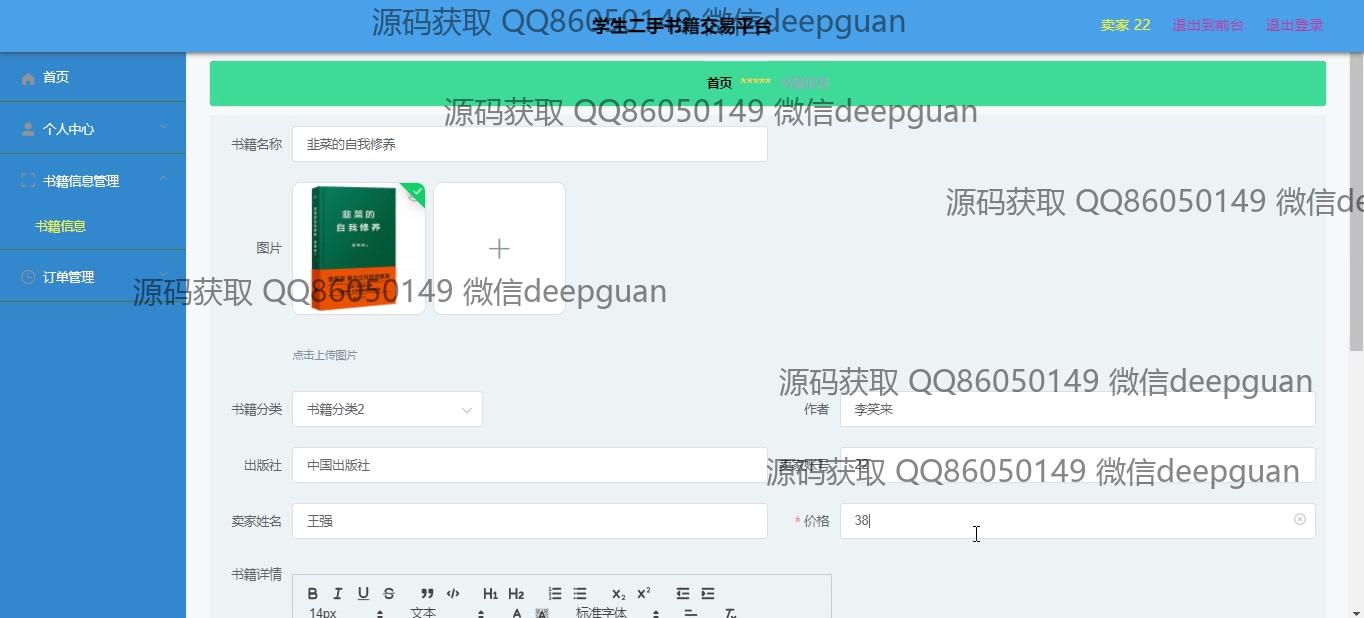 源码获取 QQ86050149 微信deepguan
学生二手书籍交易平台
卖家 22
退出到前台
退出登录
首页
个人中心
书籍信息管理
书籍信息
订单管理
首页 ***** 书籍信息
源码获取 QQ86050149 微信deepguan
书籍名称 韭菜的自我修养
源码获取 QQ86050149 微信de
图片
韭菜的
自我修养
源码获取 QQ86050149 微信deepguan
点击上传图片
源码获取 QQ86050149 微信deepguan
书籍分类 书籍分类2
作者 李笑来
出版社 中国出版社
卖家账号 22
源码获取 QQ86050149 微信deepguan
卖家姓名 王强
* 价格 38
书籍详情
B I U S ” </> H1 H2 x₂ x²
14px 文本 A 标准字体